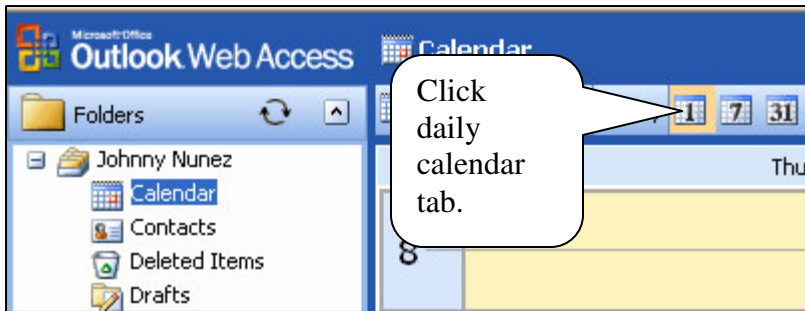 Microsoft Office
Outlook Web Access
Calendar
Folders
1 7 31
Click
daily
calendar
tab.
Johnny Nunez
Calendar
Contacts
Deleted Items
Drafts
Thu
8